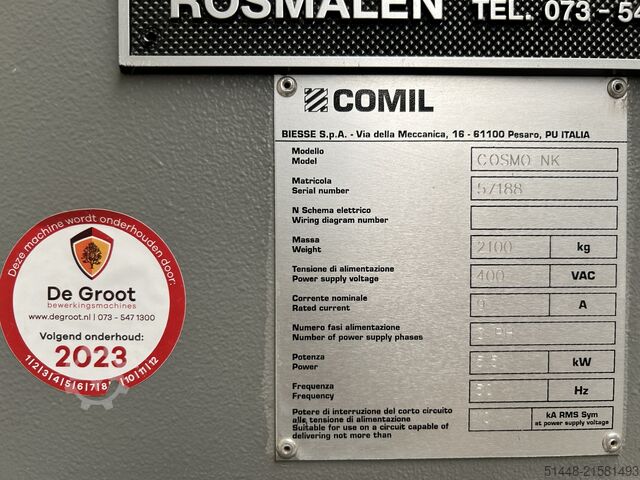 ROSMALEN TEL. 073 - 54
COMIL
BIESSE S.p.A. - Via della Meccanica, 16 - 61100 Pesaro, PU ITALIA
Modello
Model COSMO NK
Matricola
Serial number 57188
N Schema elettrico
Wiring diagram number
Massa
Weight 2100 kg
Tensione di alimentazione
Power supply voltage 400 VAC
Corrente nominale
Rated current A
Numero fasi alimentazione
Number of power supply phases
Potenza
Power kW
Frequenza
Frequency Hz
Potere di interruzione del corto circuito
alle tensione di alimentazione
Suitable for use on a circuit capable of
delivering not more than
kA RMS Sym
at power supply voltage
Deze machine wordt onderhouden door:
De Groot
bewerkingsmachines
www.degroot.nl | 073 - 547 1300
Volgend onderhoud:
2023
1|2|3|4|5|6|7|8 |10|11|12
51448-21581493